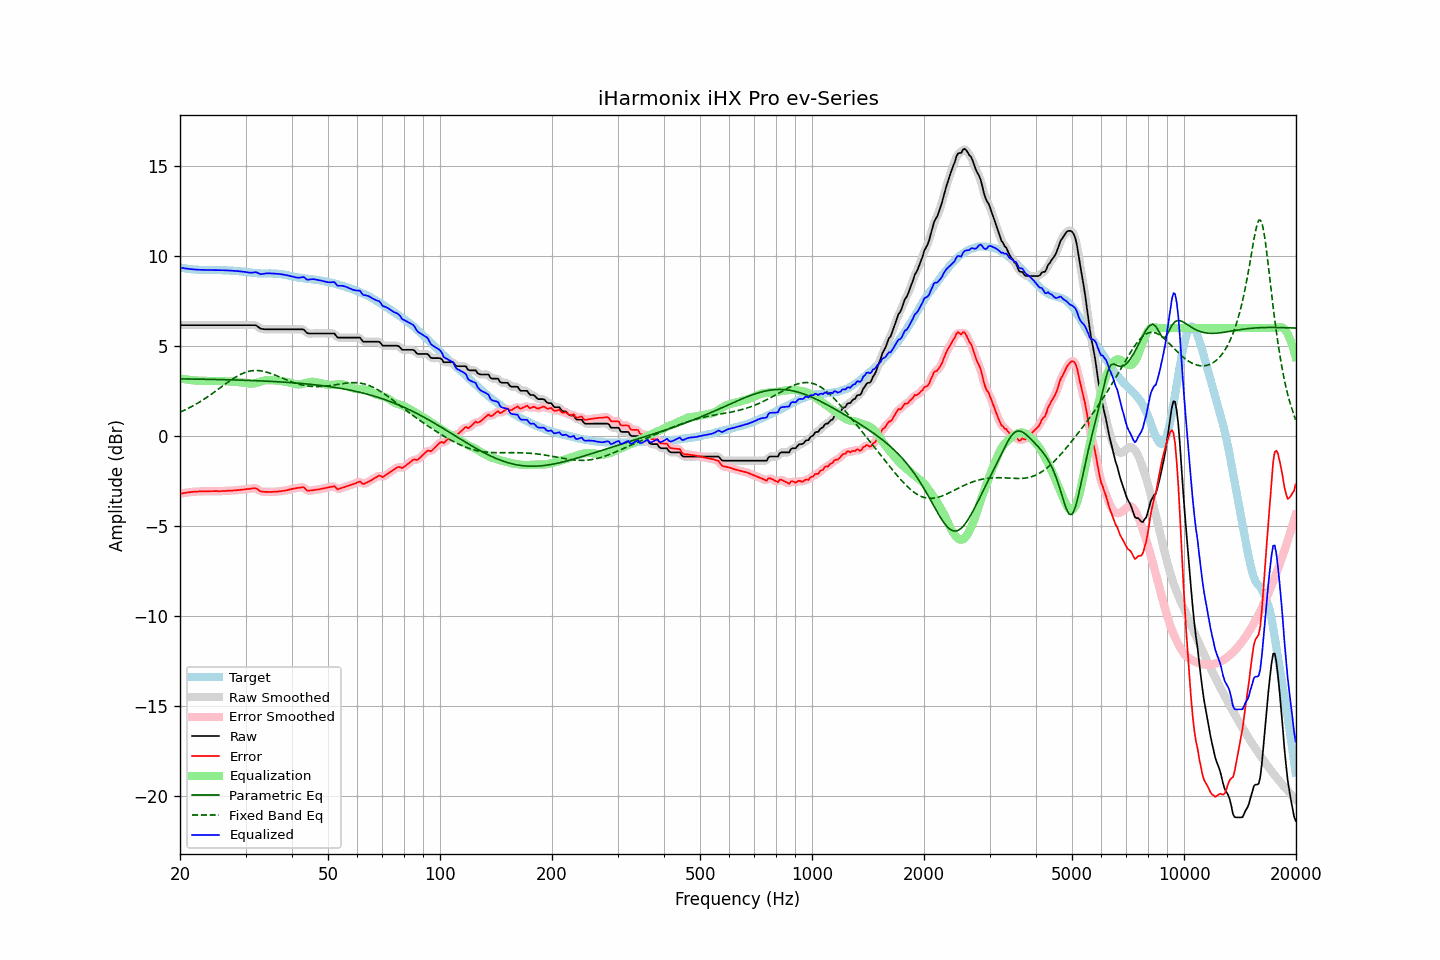 iHarmonix iHX Pro ev-Series
Amplitude (dBr)
15
10
5
0
−5
−10
−15
−20
Target
Raw Smoothed
Error Smoothed
Raw
Error
Equalization
Parametric Eq
Fixed Band Eq
Equalized
20 50 100 200 500 1000 2000 5000 10000 20000
Frequency (Hz)